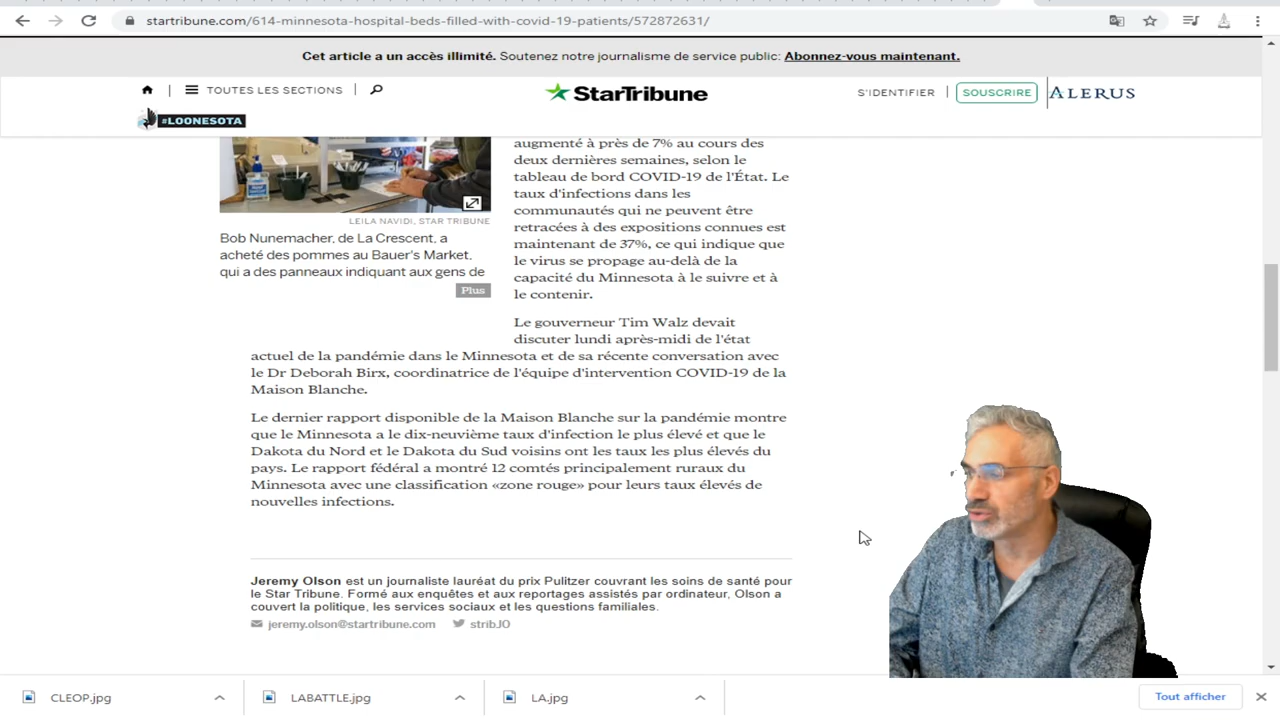 startribune.com/614-minnesota-hospital-beds-filled-with-covid-19-patients/572872631/
Cet article a un accès illimité. Soutenez notre journalisme de service public: Abonnez-vous maintenant.
TOUTES LES SECTIONS
StarTribune
S'IDENTIFIER
SOUSCRIRE
ALERUS
#LOONESOTA
augmenté à près de 7% au cours des
deux dernières semaines, selon le
tableau de bord COVID-19 de l'État. Le
taux d'infections dans les
communautés qui ne peuvent être
retracées à des expositions connues est
maintenant de 37%, ce qui indique que
le virus se propage au-delà de la
capacité du Minnesota à le suivre et à
le contenir.
LEILA NAVIDI, STAR TRIBUNE
Bob Nunemacher, de La Crescent, a
acheté des pommes au Bauer's Market,
qui a des panneaux indiquant aux gens de
Plus
Le gouverneur Tim Walz devait
discuter lundi après-midi de l'état
actuel de la pandémie dans le Minnesota et de sa récente conversation avec
le Dr Deborah Birx, coordinatrice de l'équipe d'intervention COVID-19 de la
Maison Blanche.
Le dernier rapport disponible de la Maison Blanche sur la pandémie montre
que le Minnesota a le dix-neuvième taux d'infection le plus élevé et que le
Dakota du Nord et le Dakota du Sud voisins ont les taux les plus élevés du
pays. Le rapport fédéral a montré 12 comtés principalement ruraux du
Minnesota avec une classification «zone rouge» pour leurs taux élevés de
nouvelles infections.
Jeremy Olson est un journaliste lauréat du prix Pulitzer couvrant les soins de santé pour
le Star Tribune. Formé aux enquêtes et aux reportages assistés par ordinateur, Olson a
couvert la politique, les services sociaux et les questions familiales.
jeremy.olson@startribune.com
stribJO
CLEOP.jpg
LABATTLE.jpg
LA.jpg
Tout afficher